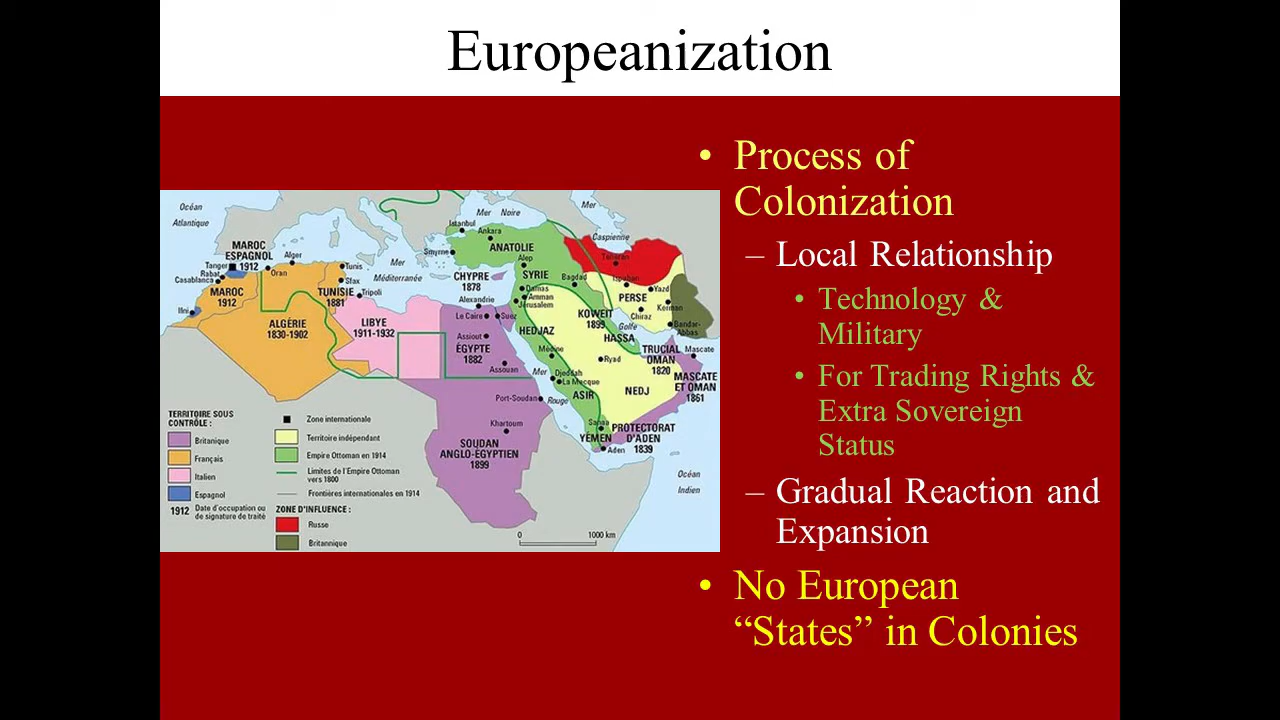 Europeanization
• Process of
Colonization
– Local Relationship
• Technology &
Military
• For Trading Rights &
Extra Sovereign
Status
– Gradual Reaction and
Expansion
• No European
“States” in Colonies
Océan
Atlantique
MAROC
ESPAGNOL
1912
Tanger
Rabat
Casablanca
MAROC
1912
Ifni
Oran
Alger
ALGÉRIE
1830-1902
Tunis
Sfax
TUNISIE
1881
Tripoli
LIBYE
1911-1932
Mer
Méditerranée
Mer Noire
Istanbul
Ankara
Smyrne
ANATOLIE
CHYPRE
1878
Alep
SYRIE
Damas
Amman
Jérusalem
Bagdad
Mer
Caspienne
Téhéran
Ispahan
Yazd
PERSE
Kerman
Chiraz
Bandar-
Abbas
KOWEIT
1899
Golfe
HASSA
Alexandrie
Le Caire
Suez
Assiout
ÉGYPTE
1882
Assouan
HEDJAZ
Médine
Mer
Rouge
Djeddah
La Mecque
ASIR
Ryad
NEDJ
TRUCIAL
OMAN
1820
Mascate
MASCATE
ET OMAN
1861
Port-Soudan
Khartoum
SOUDAN
ANGLO-ÉGYPTIEN
1899
Sanaa
YÉMEN
Aden
PROTECTORAT
D'ADEN
1839
Océan
Indien
TERRITOIRE SOUS
CONTRÔLE :
Britanique
Français
Italien
Espagnol
1912 Date d'occupation ou
de signature de traité
Zone internationale
Territoire indépendant
Empire Ottoman en 1914
Limites de l'Empire Ottoman
vers 1800
Frontières internationales en 1914
ZONE D'INFLUENCE :
Russe
Britannique
0 1000 km